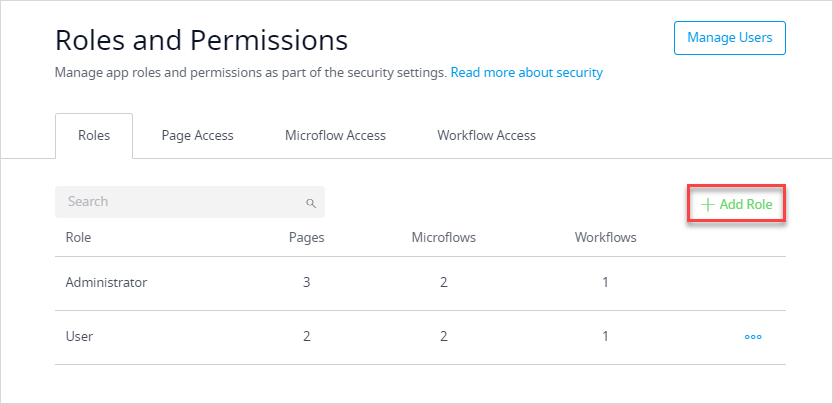 Roles and Permissions
Manage Users
Manage app roles and permissions as part of the security settings. Read more about security
Roles Page Access Microflow Access Workflow Access
Search
Add Role
Role Pages Microflows Workflows
Administrator 3 2 1
User 2 2 1